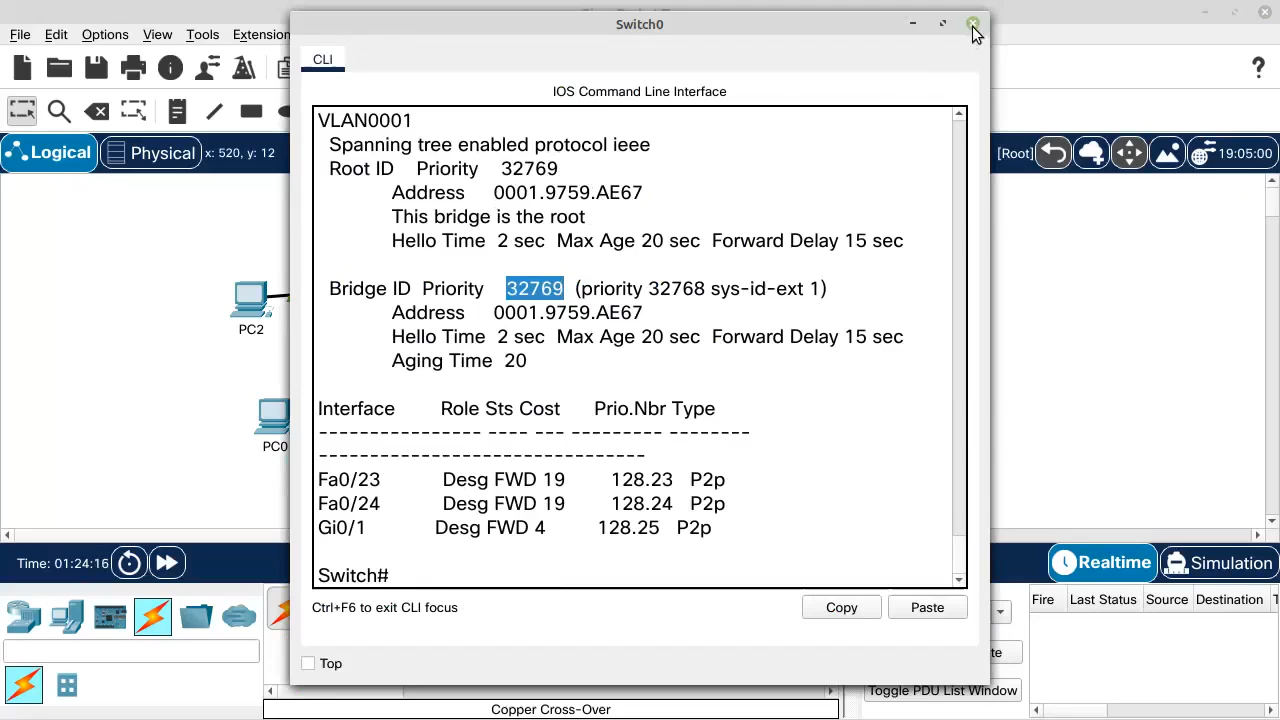 Switch0
File Edit Options View Tools Extension
CLI
IOS Command Line Interface
Logical Physical x: 520, y: 12
[Root] 19:05:00
VLAN0001
Spanning tree enabled protocol ieee
Root ID Priority 32769
Address 0001.9759.AE67
This bridge is the root
Hello Time 2 sec Max Age 20 sec Forward Delay 15 sec
Bridge ID Priority 32769 (priority 32768 sys-id-ext 1)
Address 0001.9759.AE67
Hello Time 2 sec Max Age 20 sec Forward Delay 15 sec
Aging Time 20
Interface Role Sts Cost Prio.Nbr Type
---------------- ---- --- --------- --------
--------------------------------
Fa0/23 Desg FWD 19 128.23 P2p
Fa0/24 Desg FWD 19 128.24 P2p
Gi0/1 Desg FWD 4 128.25 P2p
Switch#
PC2
PC0
Ctrl+F6 to exit CLI focus
Copy Paste
Top
Time: 01:24:16
Realtime Simulation
Fire Last Status Source Destination
te
Toggle PDU List Window
Copper Cross-Over